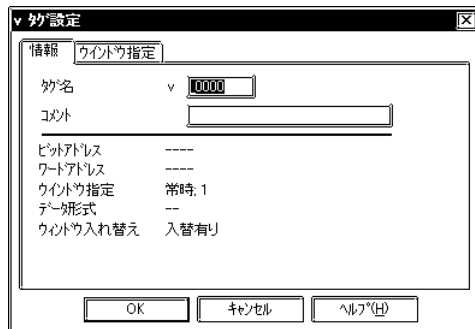 v ﾀｸﾞ設定
情報 ｳｨﾝﾄﾞｳ指定
ﾀｸﾞ名 v 0000
ｺﾒﾝﾄ
ﾋﾞｯﾄｱﾄﾞﾚｽ ----
ﾜｰﾄﾞｱﾄﾞﾚｽ ----
ｳｨﾝﾄﾞｳ指定 常時; 1
ﾃﾞｰﾀ形式 --
ｳｨﾝﾄﾞｳ入れ替え 入替有り
OK ｷｬﾝｾﾙ ﾍﾙﾌﾟ(H)